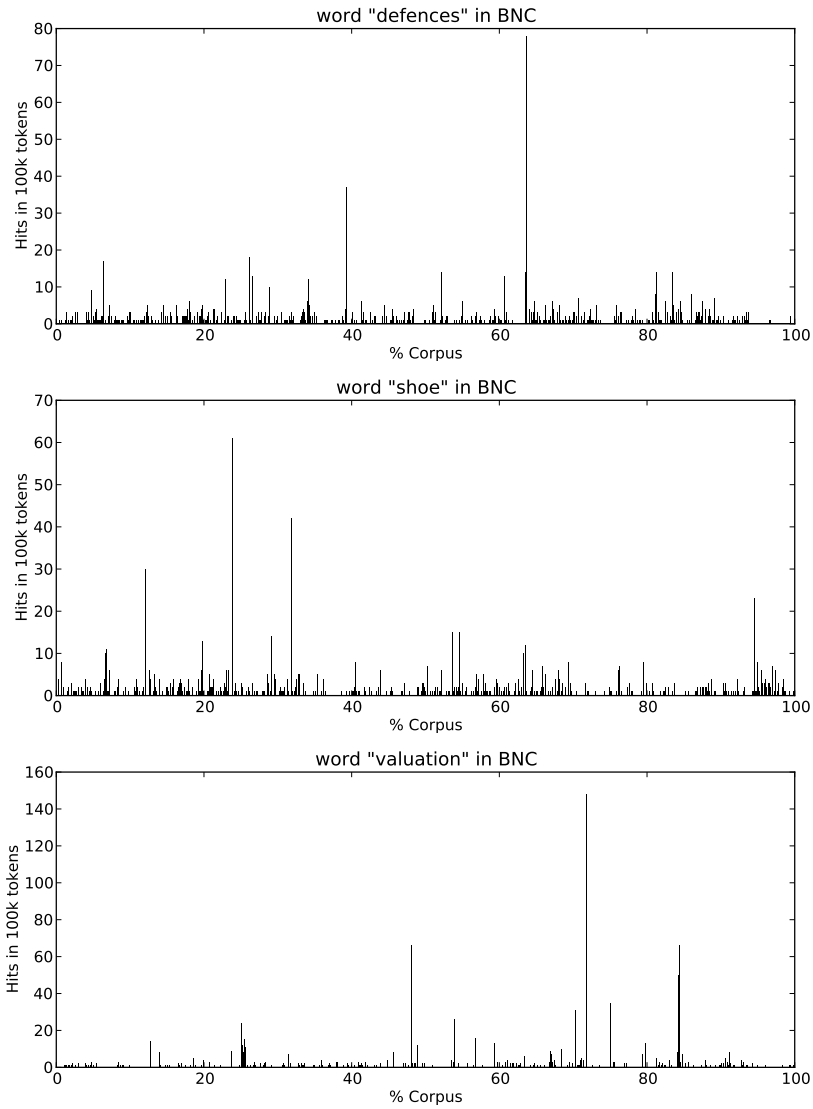 word "defences" in BNC
80
70
60
50
40
30
20
10
0
Hits in 100k tokens
0 20 40 60 80 100
% Corpus
word "shoe" in BNC
70
60
50
40
30
20
10
0
Hits in 100k tokens
0 20 40 60 80 100
% Corpus
word "valuation" in BNC
160
140
120
100
80
60
40
20
0
Hits in 100k tokens
0 20 40 60 80 100
% Corpus